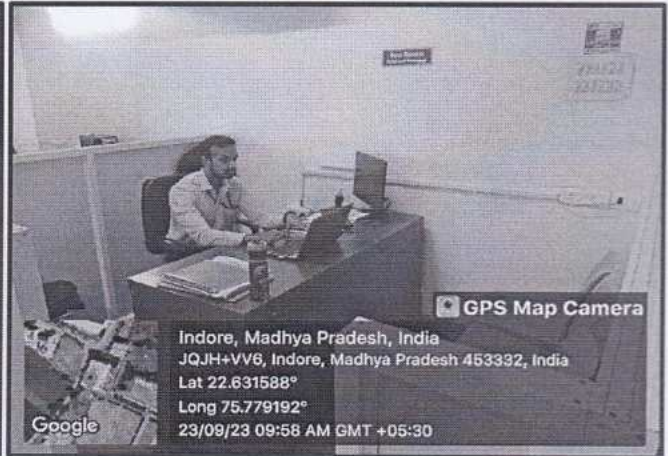 GPS Map Camera
Indore, Madhya Pradesh, India
JQJH+VV6, Indore, Madhya Pradesh 453332, India
Lat 22.631588°
Long 75.779192°
23/09/23 09:58 AM GMT +05:30
Google